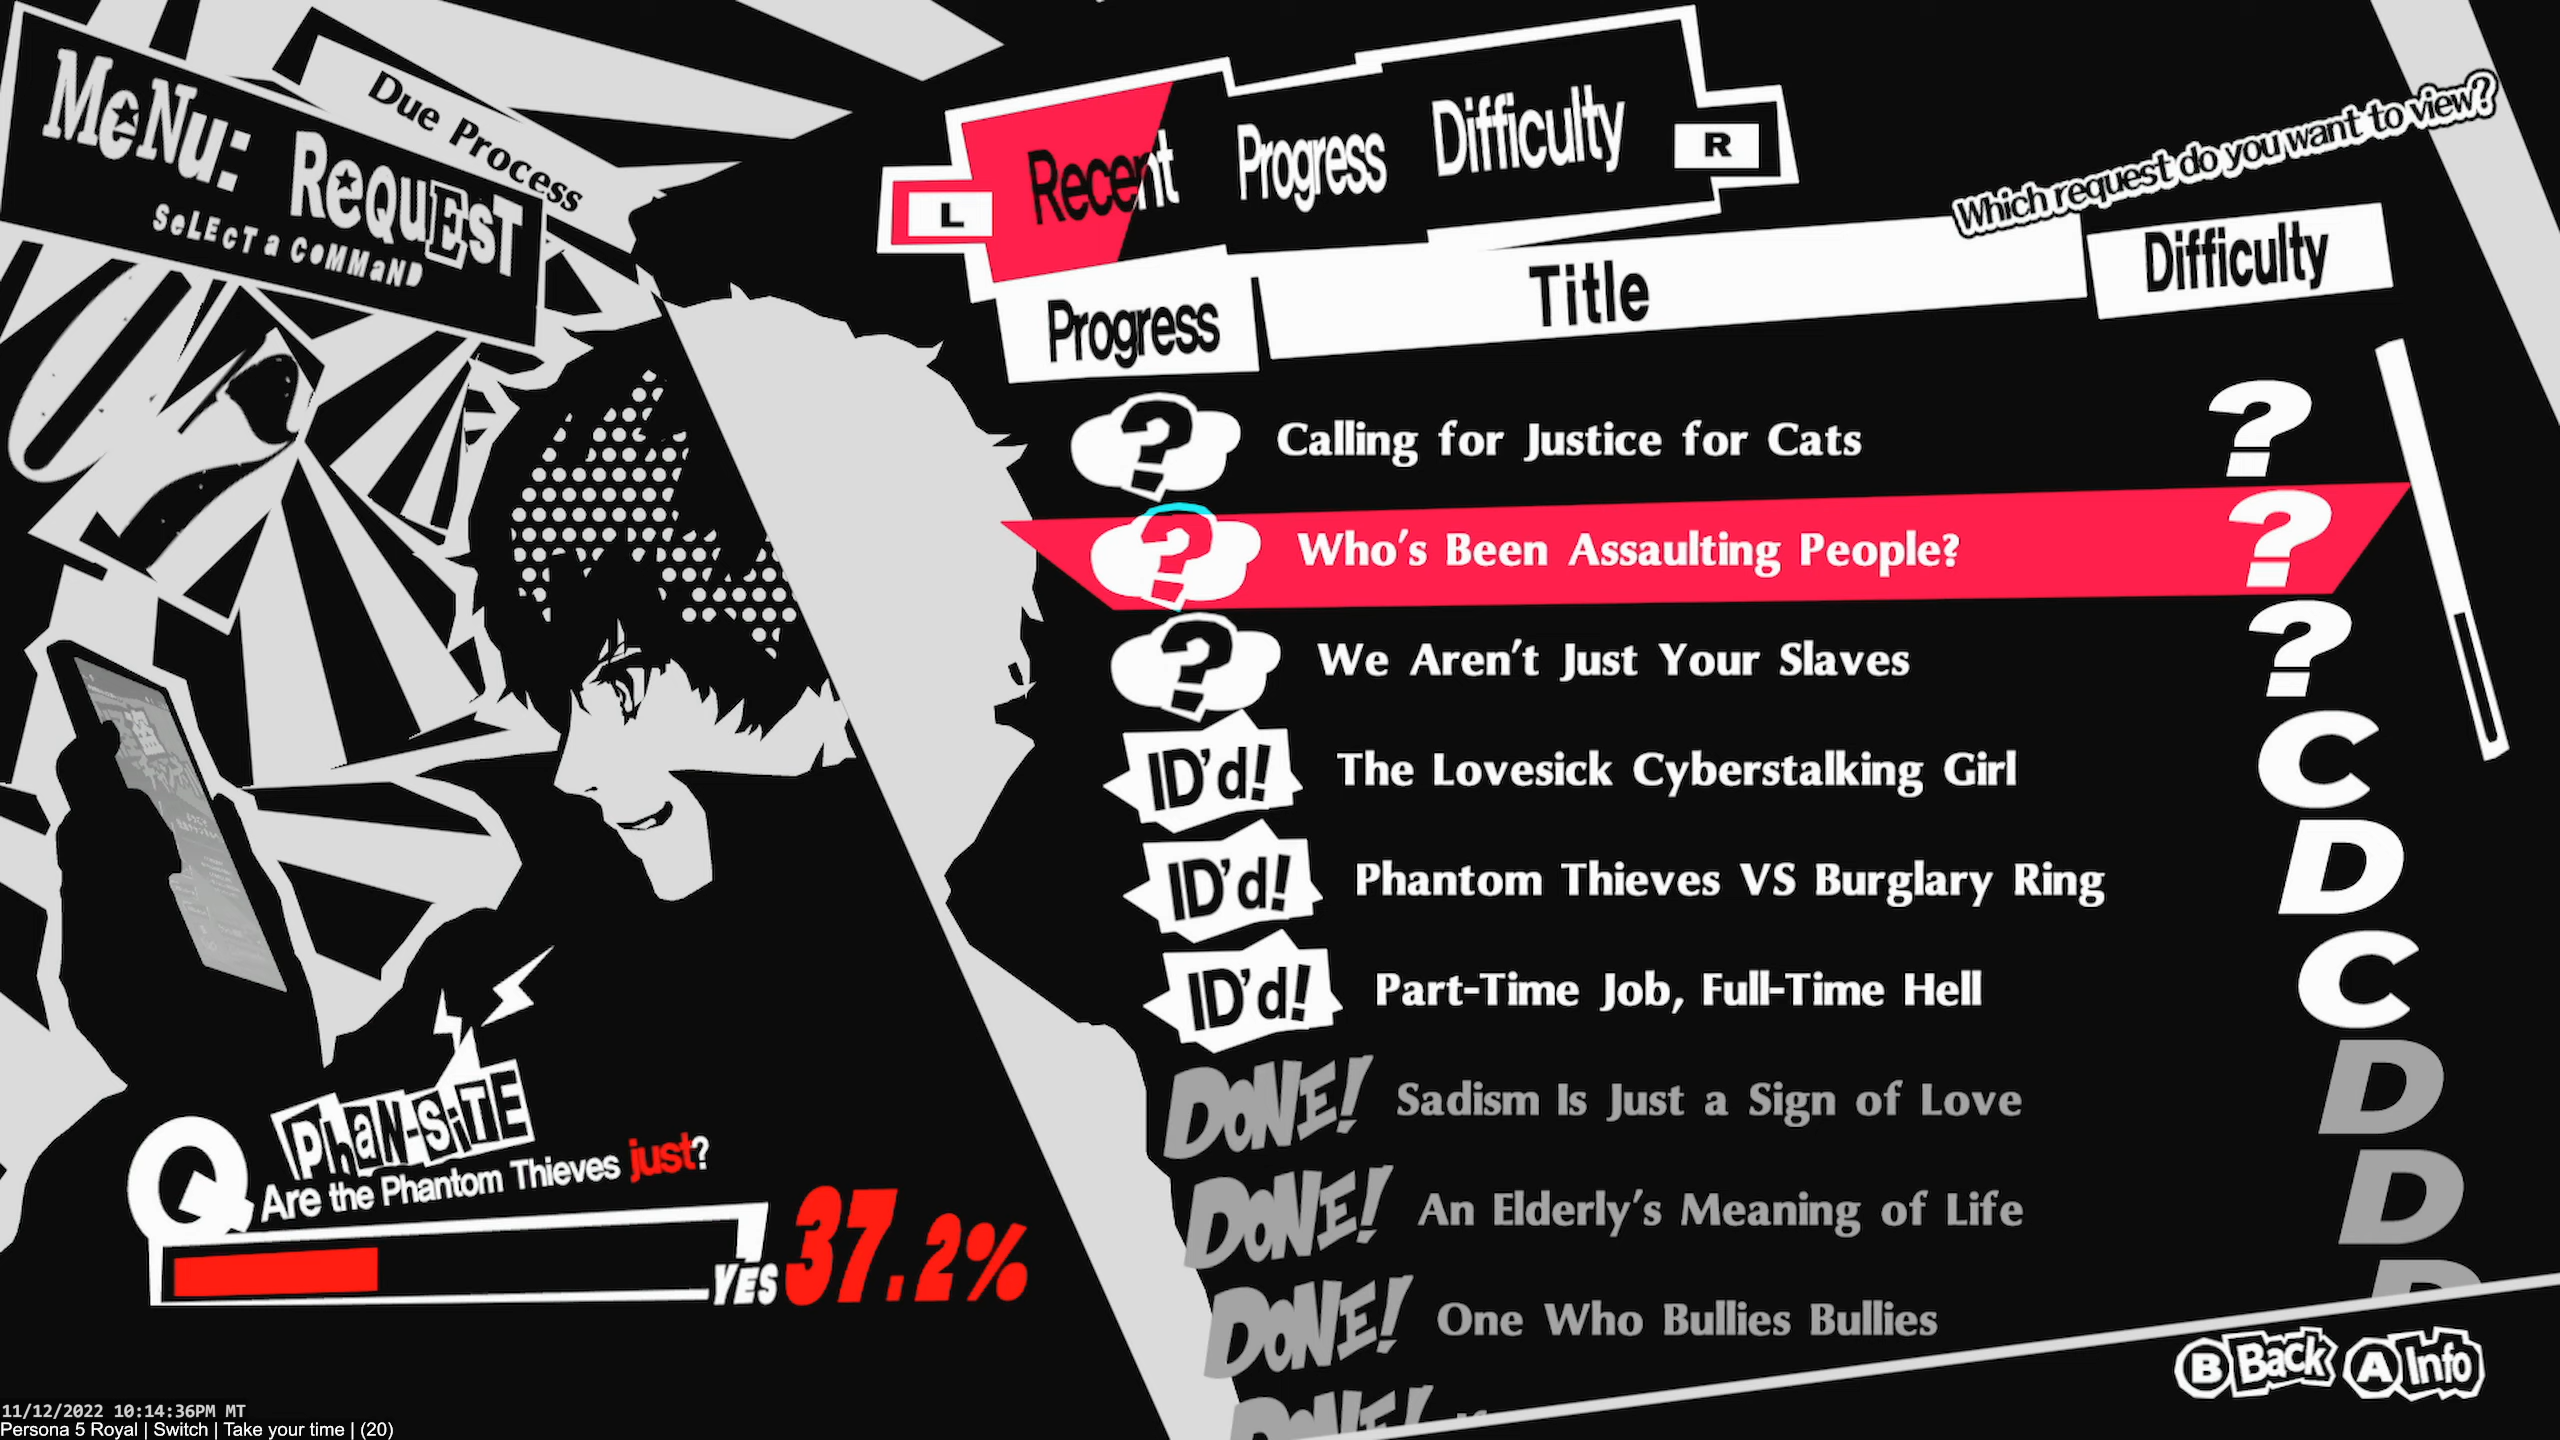 Due Process
MeNu: ReQuEsT
SeLEcT a CoMMaND
L
Recent
Progress
Difficulty
R
Which request do you want to view?
Progress
Title
Difficulty
? Calling for Justice for Cats ?
? Who's Been Assaulting People? ?
? We Aren't Just Your Slaves ?
ID'd! The Lovesick Cyberstalking Girl C
ID'd! Phantom Thieves VS Burglary Ring D
ID'd! Part-Time Job, Full-Time Hell C
DONE! Sadism Is Just a Sign of Love D
DONE! An Elderly's Meaning of Life D
DONE! One Who Bullies Bullies D
DONE!
PhaN-SiTE
Q Are the Phantom Thieves just?
YES 37.2%
B Back A Info
11/12/2022 10:14:36PM MT
Persona 5 Royal | Switch | Take your time | (20)